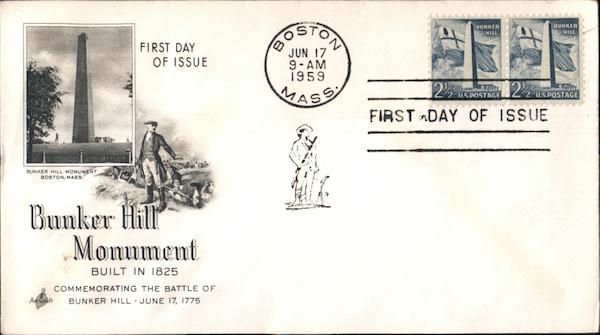 FIRST DAY
OF ISSUE
BUNKER HILL MONUMENT
BOSTON, MASS.
Bunker Hill
Monument
BUILT IN 1825
COMMEMORATING THE BATTLE OF
BUNKER HILL · JUNE 17, 1775
Art Craft
BOSTON
JUN 17
9-AM
1959
MASS.
BUNKER
HILL
2½¢ U.S. POSTAGE
BUNKER
HILL
2½¢ U.S. POSTAGE
FIRST DAY OF ISSUE